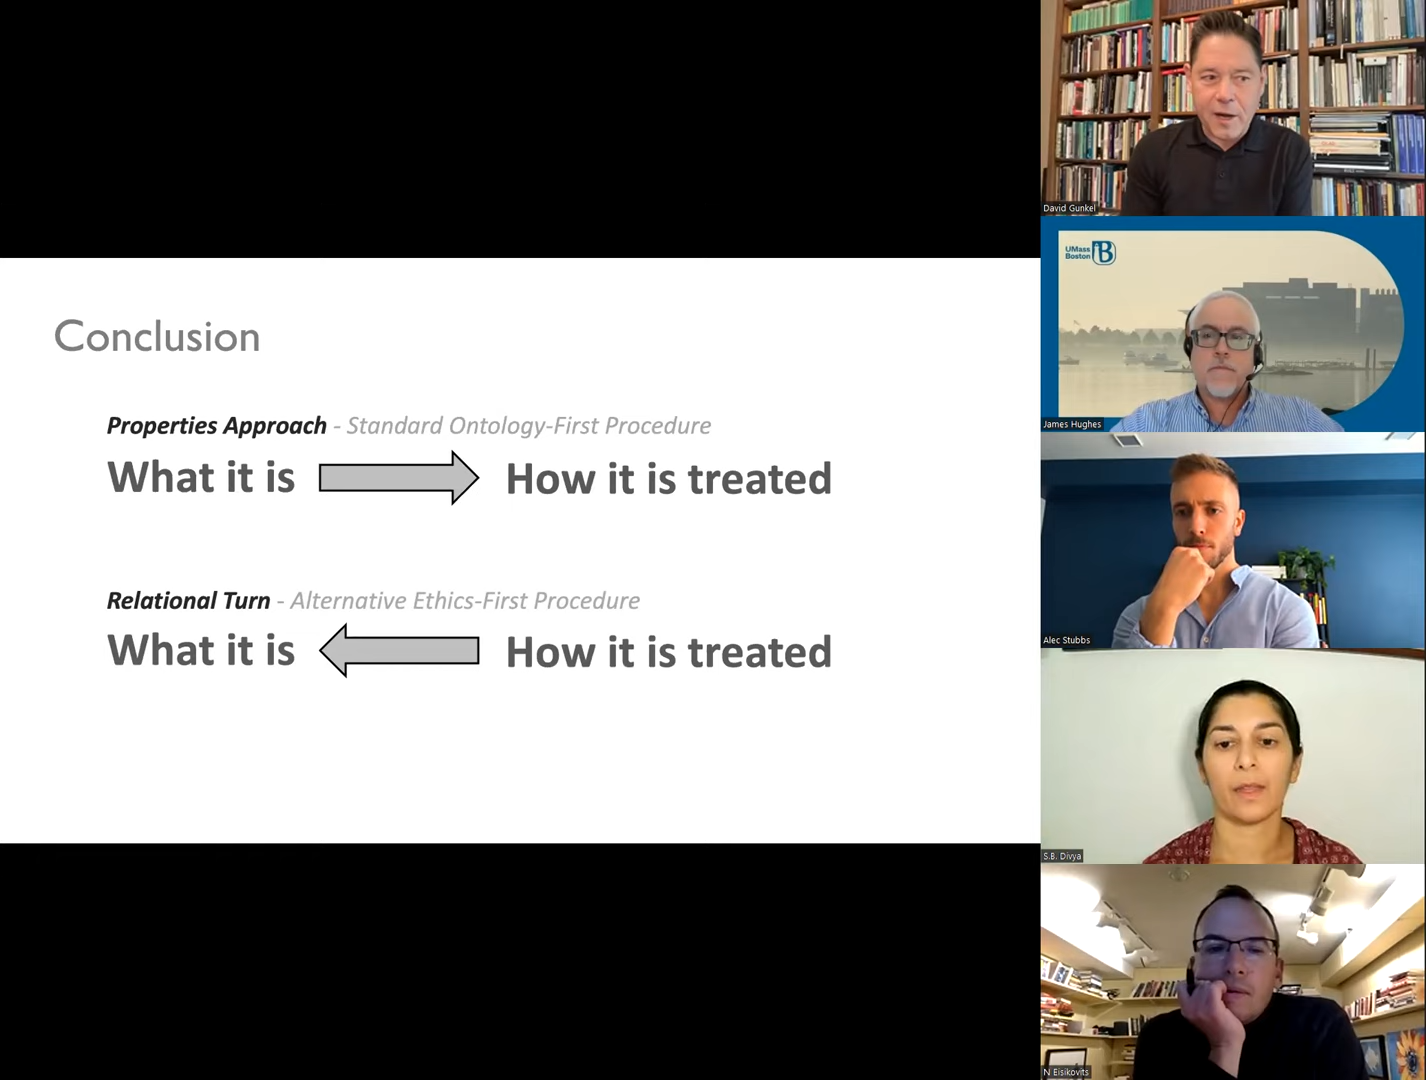 Conclusion
Properties Approach - Standard Ontology-First Procedure
What it is
How it is treated
Relational Turn - Alternative Ethics-First Procedure
What it is
How it is treated
David Gunkel
UMass
Boston
B
James Hughes
Alec Stubbs
S.B. Divya
N Eisikovits